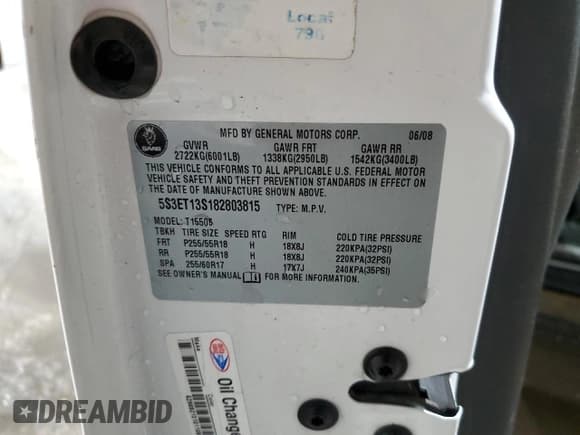 Local
796
MFD BY GENERAL MOTORS CORP. 06/08
SAAB
GVWR GAWR FRT GAWR RR
2722KG(6001LB) 1338KG(2950LB) 1542KG(3400LB)
THIS VEHICLE CONFORMS TO ALL APPLICABLE U.S. FEDERAL MOTOR
VEHICLE SAFETY AND THEFT PREVENTION STANDARDS IN EFFECT ON
THE DATE OF MANUFACTURE SHOWN ABOVE.
5S3ET13S182803815 TYPE: M.P.V.
MODEL: T15506
TBKH TIRE SIZE SPEED RTG RIM COLD TIRE PRESSURE
FRT P255/55R18 H 18X8J 220KPA(32PSI)
RR P255/55R18 H 18X8J 220KPA(32PSI)
SPA 255/60R17 H 17X7J 240KPA(35PSI)
SEE OWNER'S MANUAL FOR MORE INFORMATION.
Oil Change
DREAMBID